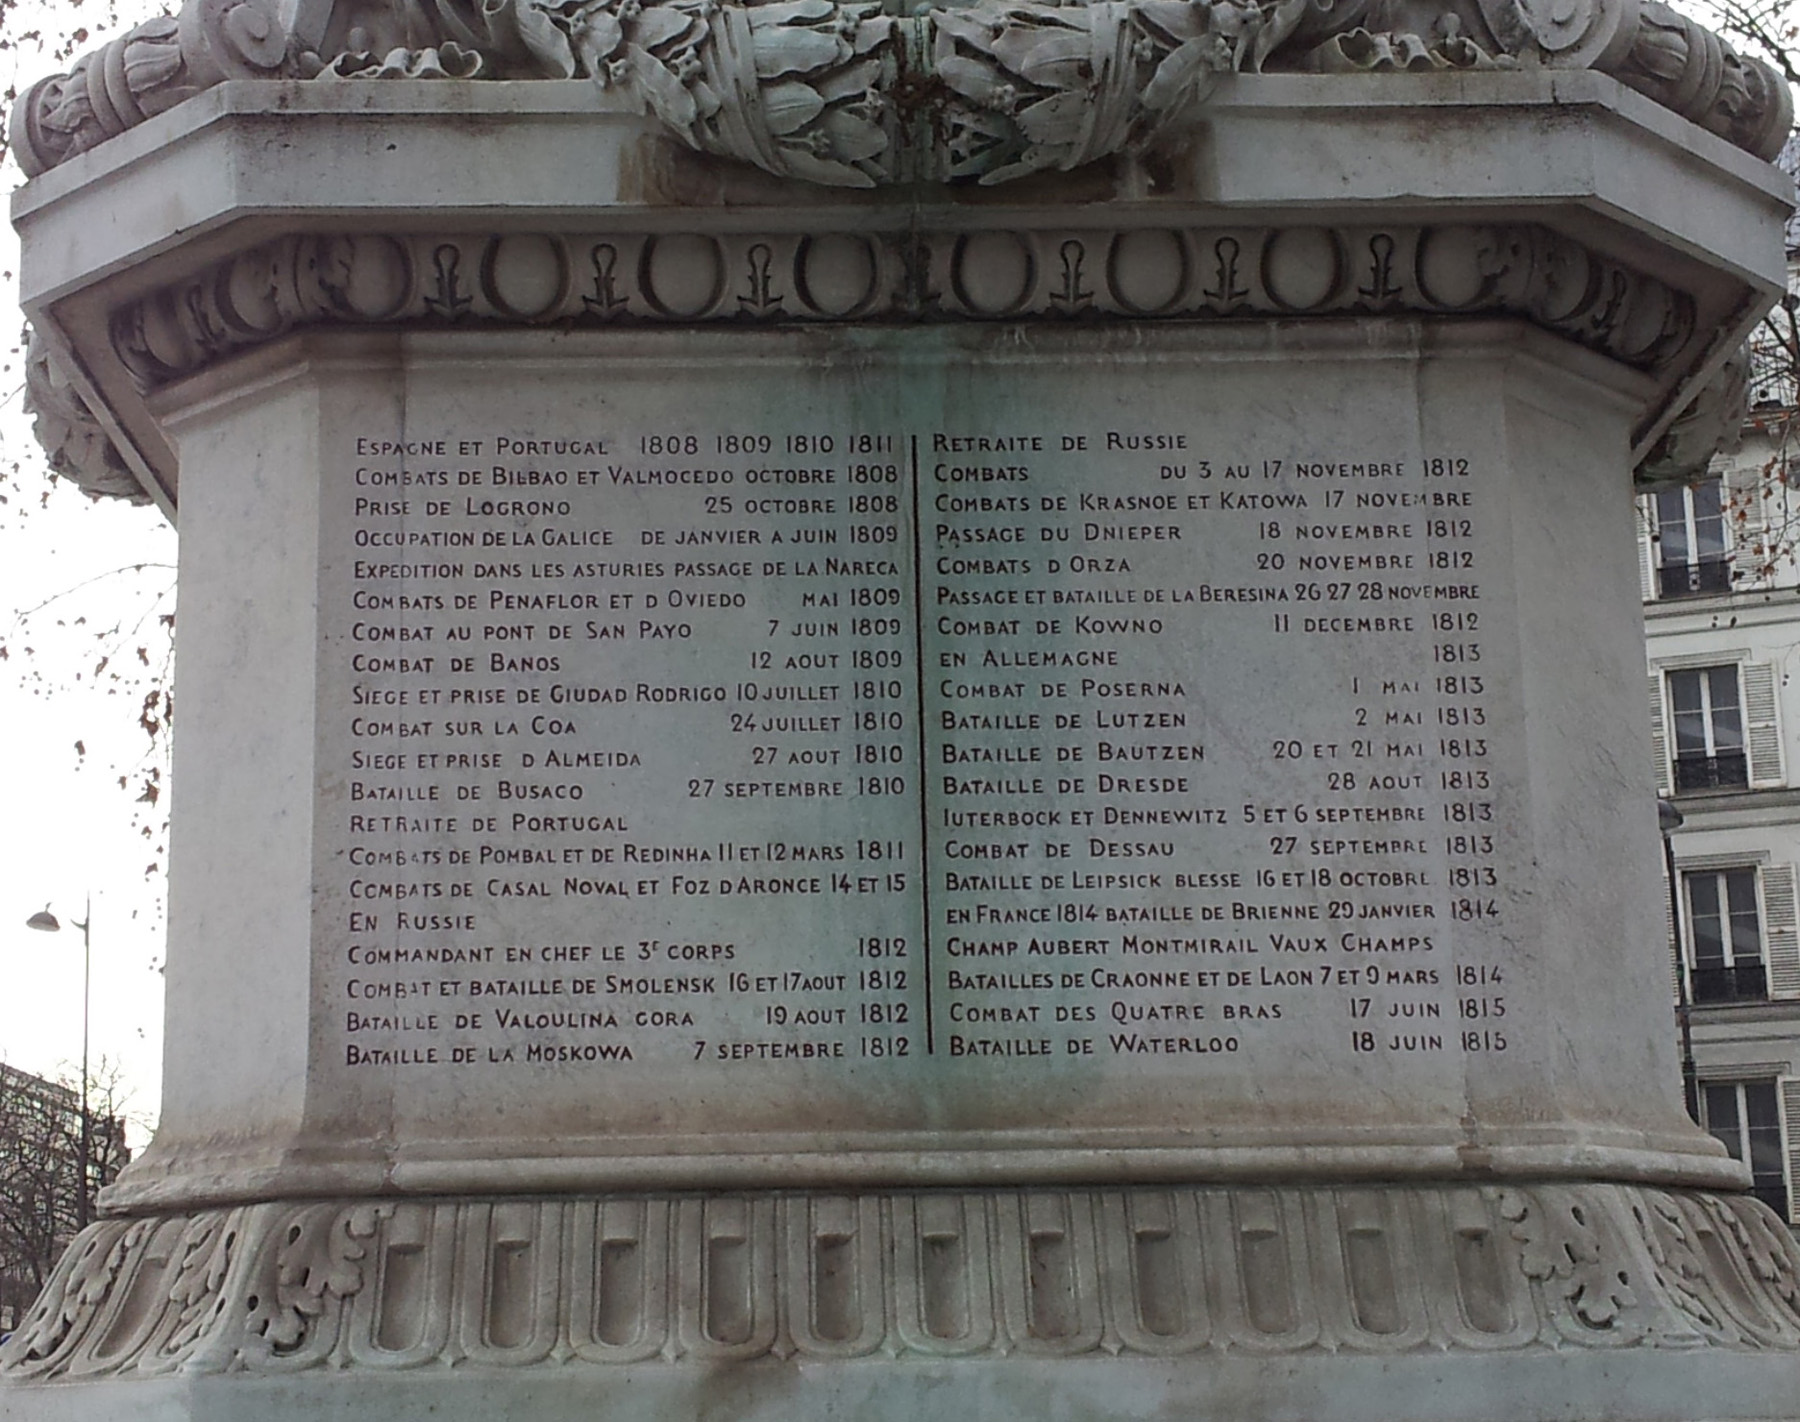 ESPAGNE ET PORTUGAL 1808 1809 1810 1811
COMBATS DE BILBAO ET VALMOCEDO OCTOBRE 1808
PRISE DE LOGRONO 25 OCTOBRE 1808
OCCUPATION DE LA GALICE DE JANVIER A JUIN 1809
EXPEDITION DANS LES ASTURIES PASSAGE DE LA NARECA
COMBATS DE PENAFLOR ET D OVIEDO MAI 1809
COMBAT AU PONT DE SAN PAYO 7 JUIN 1809
COMBAT DE BANOS 12 AOUT 1809
SIEGE ET PRISE DE GIUDAD RODRIGO 10 JUILLET 1810
COMBAT SUR LA COA 24 JUILLET 1810
SIEGE ET PRISE D ALMEIDA 27 AOUT 1810
BATAILLE DE BUSACO 27 SEPTEMBRE 1810
RETRAITE DE PORTUGAL
COMBATS DE POMBAL ET DE REDINHA 11 ET 12 MARS 1811
COMBATS DE CASAL NOVAL ET FOZ D ARONCE 14 ET 15
EN RUSSIE
COMMANDANT EN CHEF LE 3E CORPS 1812
COMBAT ET BATAILLE DE SMOLENSK 16 ET 17 AOUT 1812
BATAILLE DE VALOULINA GORA 19 AOUT 1812
BATAILLE DE LA MOSKOWA 7 SEPTEMBRE 1812
RETRAITE DE RUSSIE
COMBATS DU 3 AU 17 NOVEMBRE 1812
COMBATS DE KRASNOE ET KATOWA 17 NOVEMBRE
PASSAGE DU DNIEPER 18 NOVEMBRE 1812
COMBATS D ORZA 20 NOVEMBRE 1812
PASSAGE ET BATAILLE DE LA BERESINA 26 27 28 NOVEMBRE
COMBAT DE KOWNO 11 DECEMBRE 1812
EN ALLEMAGNE 1813
COMBAT DE POSERNA 1 MAI 1813
BATAILLE DE LUTZEN 2 MAI 1813
BATAILLE DE BAUTZEN 20 ET 21 MAI 1813
BATAILLE DE DRESDE 28 AOUT 1813
IUTERBOCK ET DENNEWITZ 5 ET 6 SEPTEMBRE 1813
COMBAT DE DESSAU 27 SEPTEMBRE 1813
BATAILLE DE LEIPSICK BLESSE 16 ET 18 OCTOBRE 1813
EN FRANCE 1814 BATAILLE DE BRIENNE 29 JANVIER 1814
CHAMP AUBERT MONTMIRAIL VAUX CHAMPS
BATAILLES DE CRAONNE ET DE LAON 7 ET 9 MARS 1814
COMBAT DES QUATRE BRAS 17 JUIN 1815
BATAILLE DE WATERLOO 18 JUIN 1815